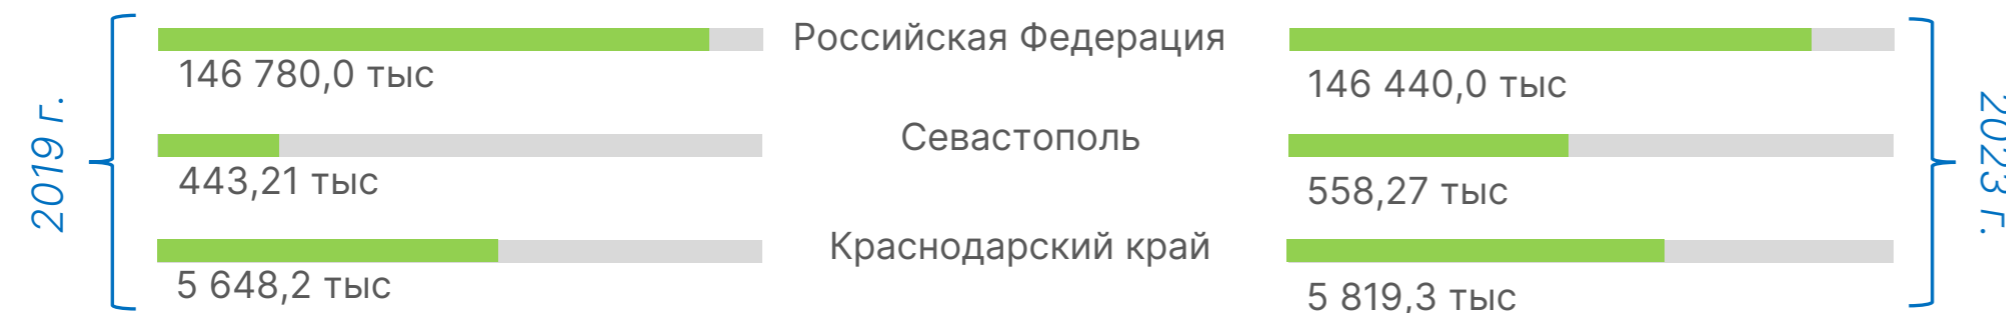 2019 г.
Российская Федерация
146 780,0 тыс
146 440,0 тыс
Севастополь
443,21 тыс
558,27 тыс
Краснодарский край
5 648,2 тыс
5 819,3 тыс
2023 г.